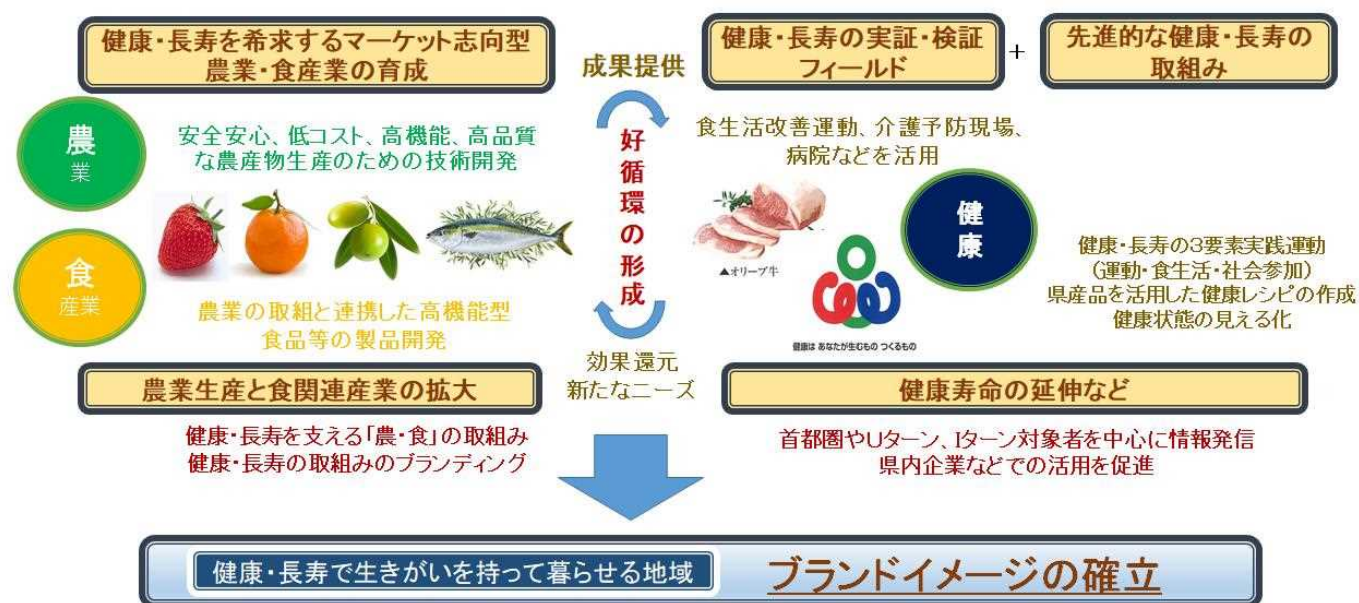 健康・長寿を希求するマーケット志向型
農業・食産業の育成
成果提供
健康・長寿の実証・検証
フィールド
+
先進的な健康・長寿の
取組み
農
業
安全安心、低コスト、高機能、高品質
な農産物生産のための技術開発
食
産業
農業の取組と連携した高機能型
食品等の製品開発
好循環の形成
食生活改善運動、介護予防現場、
病院などを活用
▲オリーブ牛
健康
健康は あなたが生むもの つくるもの
健康・長寿の3要素実践運動
(運動・食生活・社会参加)
県産品を活用した健康レシピの作成
健康状態の見える化
効果還元
新たなニーズ
農業生産と食関連産業の拡大
健康・長寿を支える「農・食」の取組み
健康・長寿の取組みのブランディング
健康寿命の延伸など
首都圏やUターン、Iターン対象者を中心に情報発信
県内企業などでの活用を促進
健康・長寿で生きがいを持って暮らせる地域
ブランドイメージの確立